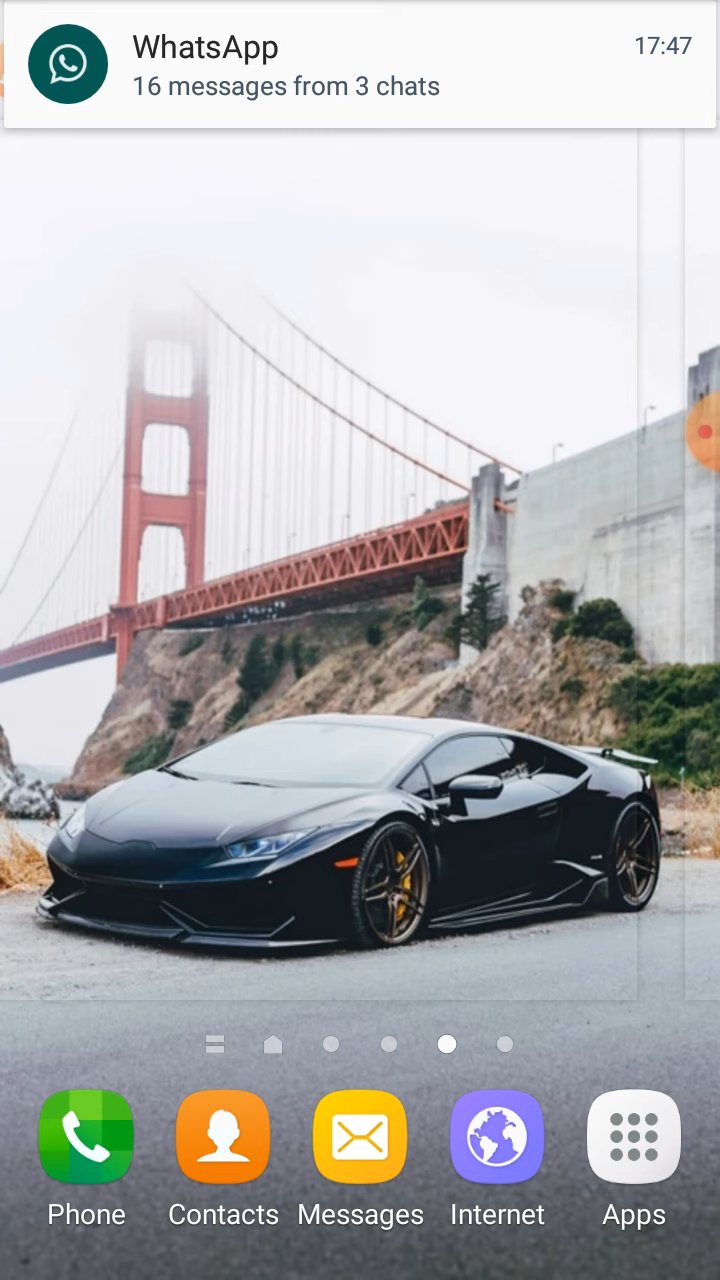 WhatsApp 17:47
16 messages from 3 chats
Phone Contacts Messages Internet Apps